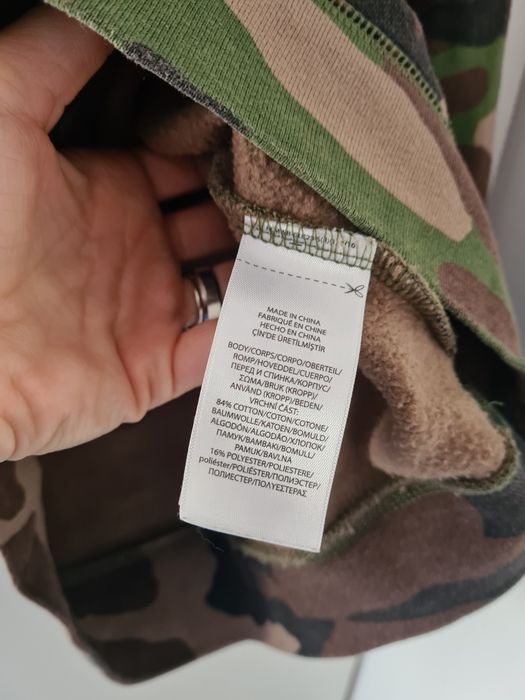 MADE IN CHINA
FABRIQUÉ EN CHINE
HECHO EN CHINA
ÇİN'DE ÜRETİLMİŞTİR
BODY/CORPS/CORPO/OBERTEIL/
ROMP/HOVEDDEL/CUERPO/
ПЕРЕД И СПИНКА/КОРПУС/
ΣΩΜΑ/BRUK (KROPP)/
ANVÄND (KROPP)/BEDEN/
VRCHNÍ ČÁST:
84% COTTON/COTON/COTONE/
BAUMWOLLE/KATOEN/BOMULD/
ALGODÓN/ALGODÃO/ХЛОПОК/
ПАМУК/ΒΑΜΒΑΚΙ/BOMULL/
PAMUK/BAVLNA
16% POLYESTER/POLIESTERE/
poliéster/POLIÉSTER/ПОЛИЭСТЕР/
ПОЛИЕСТЕР/ΠΟΛΥΕΣΤΕΡΑΣ